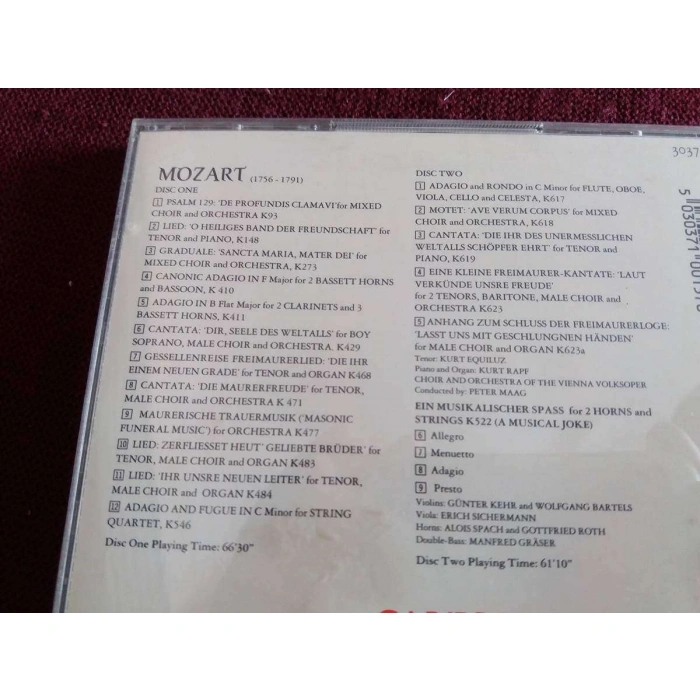 MOZART (1756 - 1791)
DISC ONE
1 PSALM 129: 'DE PROFUNDIS CLAMAVI' for MIXED
CHOIR and ORCHESTRA K93
2 LIED: 'O HEILIGES BAND DER FREUNDSCHAFT' for
TENOR and PIANO, K148
3 GRADUALE: 'SANCTA MARIA, MATER DEI' for
MIXED CHOIR and ORCHESTRA, K273
4 CANONIC ADAGIO IN F Major for 2 BASSETT HORNS
and BASSOON, K 410
5 ADAGIO IN B Flat Major for 2 CLARINETS and 3
BASSETT HORNS, K411
6 CANTATA: 'DIR, SEELE DES WELTALLS' for BOY
SOPRANO, MALE CHOIR and ORCHESTRA. K429
7 GESSELLENREISE FREIMAURERLIED: 'DIE IHR
EINEM NEUEN GRADE' for TENOR and ORGAN K468
8 CANTATA: 'DIE MAURERFREUDE' for TENOR,
MALE CHOIR and ORCHESTRA K 471
9 MAURERISCHE TRAUERMUSIK ('MASONIC
FUNERAL MUSIC') for ORCHESTRA K477
10 LIED: ZERFLIESSET HEUT' GELIEBTE BRÜDER' for
TENOR, MALE CHOIR and ORGAN K483
11 LIED: 'IHR UNSRE NEUEN LEITER' for TENOR,
MALE CHOIR and ORGAN K484
12 ADAGIO AND FUGUE IN C Minor for STRING
QUARTET, K546
Disc One Playing Time: 66'30"
3037
DISC TWO
1 ADAGIO and RONDO in C Minor for FLUTE, OBOE,
VIOLA, CELLO and CELESTA, K617
2 MOTET: 'AVE VERUM CORPUS' for MIXED
CHOIR and ORCHESTRA, K618
3 CANTATA: 'DIE IHR DES UNERMESSLICHEN
WELTALLS SCHÖPPER EHRT' for TENOR and
PIANO, K619
4 EINE KLEINE FREIMAURER-KANTATE: 'LAUT
VERKÜNDE UNSRE FREUDE'
for 2 TENORS, BARITONE, MALE CHOIR and
ORCHESTRA K623
5 ANHANG ZUM SCHLUSS DER FREIMAURERLOGE:
'LASST UNS MIT GESCHLUNGNEN HÄNDEN'
for MALE CHOIR and ORGAN K623a
Tenor: KURT EQUILUZ
Piano and Organ: KURT RAPF
CHOIR AND ORCHESTRA OF THE VIENNA VOLKSOPER
Conducted by: PETER MAAG
EIN MUSIKALISCHER SPASS for 2 HORNS and
STRINGS K522 (A MUSICAL JOKE)
6 Allegro
7 Menuetto
8 Adagio
9 Presto
Violins: GÜNTER KEHR and WOLFGANG BARTELS
Viola: ERICH SICHERMANN
Horns: ALOIS SPACH and GOTTFRIED ROTH
Double-Bass: MANFRED GRÄSER
Disc Two Playing Time: 61'10"